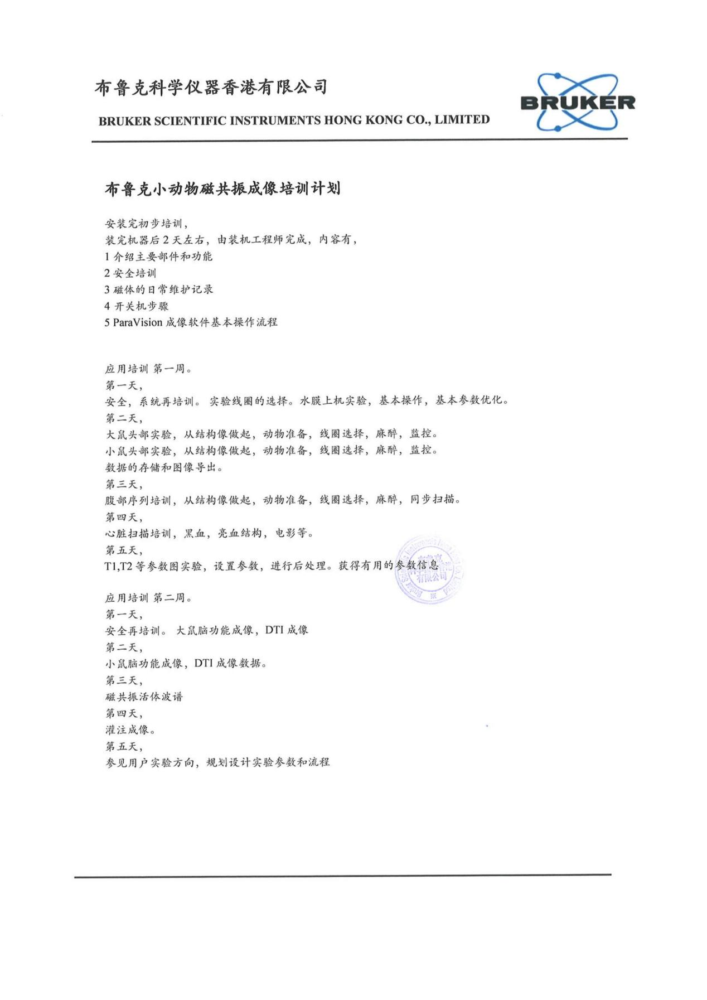 布鲁克科学仪器香港有限公司
BRUKER
BRUKER SCIENTIFIC INSTRUMENTS HONG KONG CO., LIMITED
布鲁克小动物磁共振成像培训计划
安装完初步培训，
装完机器后2天左右，由装机工程师完成，内容有，
1 介绍主要部件和功能
2 安全培训
3 磁体的日常维护记录
4 开关机步骤
5 ParaVision 成像软件基本操作流程
应用培训 第一周。
第一天，
安全，系统再培训。 实验线圈的选择。水膜上机实验，基本操作，基本参数优化。
第二天，
大鼠头部实验，从结构像做起，动物准备，线圈选择，麻醉，监控。
小鼠头部实验，从结构像做起，动物准备，线圈选择，麻醉，监控。
数据的存储和图像导出。
第三天，
腹部序列培训，从结构像做起，动物准备，线圈选择，麻醉，同步扫描。
第四天，
心脏扫描培训，黑血，亮血结构，电影等。
第五天，
T1,T2 等参数图实验，设置参数，进行后处理。获得有用的参数信息
有限公司
应用培训 第二周。
第一天，
安全再培训。 大鼠脑功能成像，DTI 成像
第二天，
小鼠脑功能成像，DTI 成像数据。
第三天，
磁共振活体波谱
第四天，
灌注成像。
第五天，
参见用户实验方向，规划设计实验参数和流程